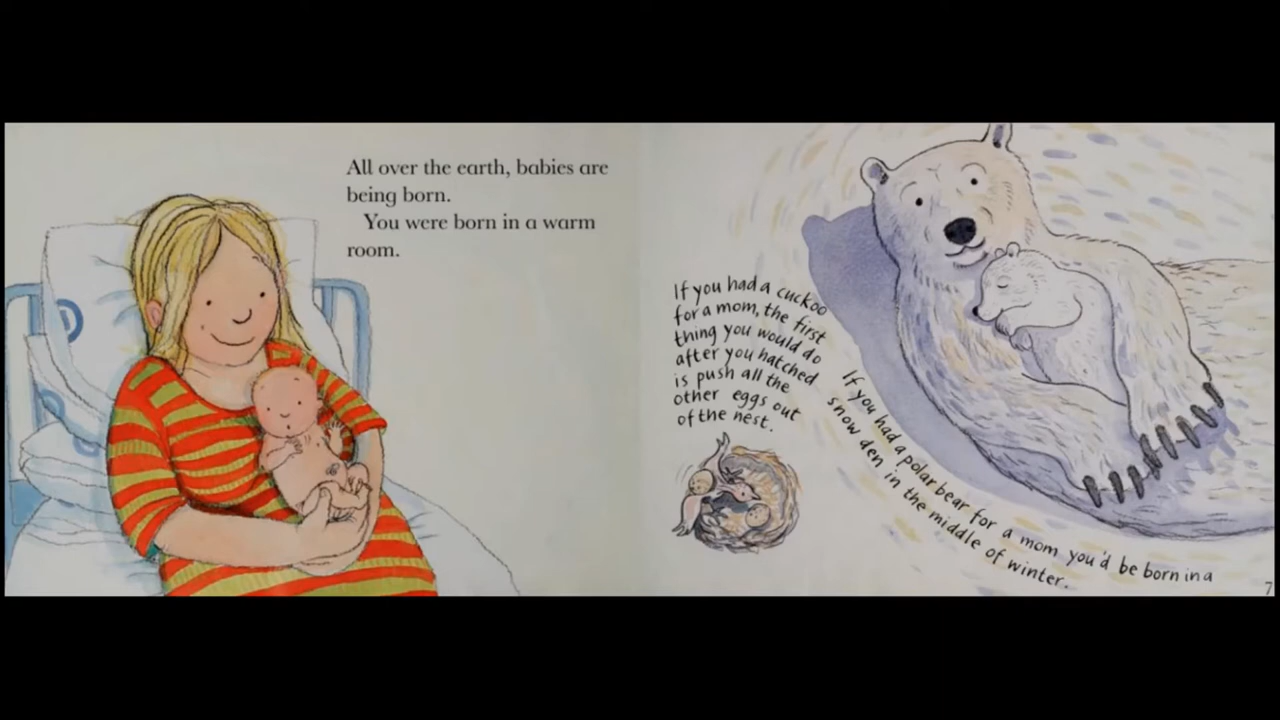 All over the earth, babies are
being born.
You were born in a warm
room.
If you had a cuckoo
for a mom, the first
thing you would do
after you hatched
is push all the
other eggs out
of the nest.
If you had a polar bear for a mom you'd be born in a
snow den in the middle of winter.
7